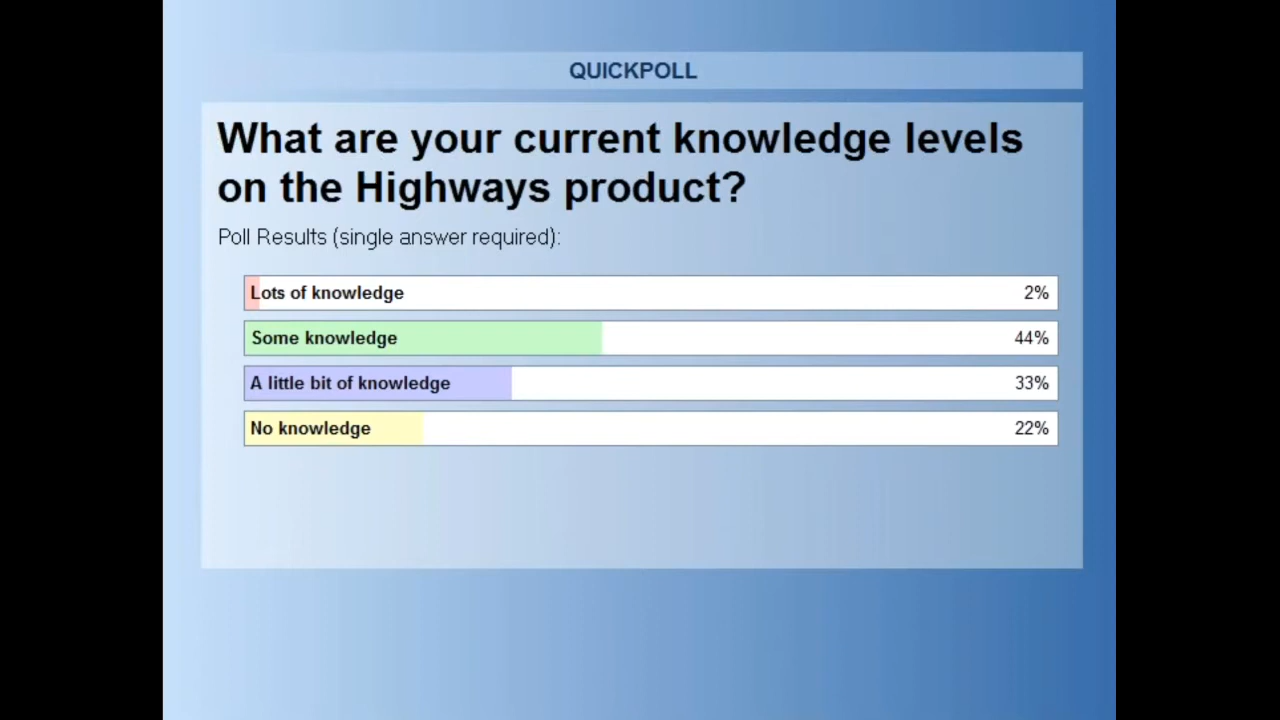 QUICKPOLL
What are your current knowledge levels
on the Highways product?
Poll Results (single answer required):
Lots of knowledge 2%
Some knowledge 44%
A little bit of knowledge 33%
No knowledge 22%